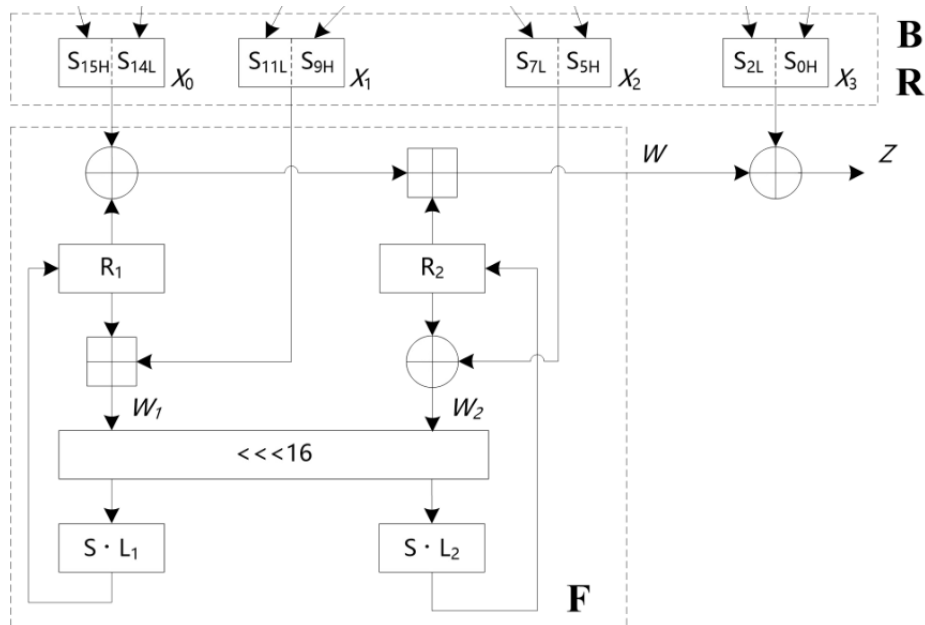 S15H S14L X0 S11L S9H X1 S7L S5H X2 S2L S0H X3 B
R
W Z
R1 R2
W1 W2
<<<16
S · L1 S · L2
F